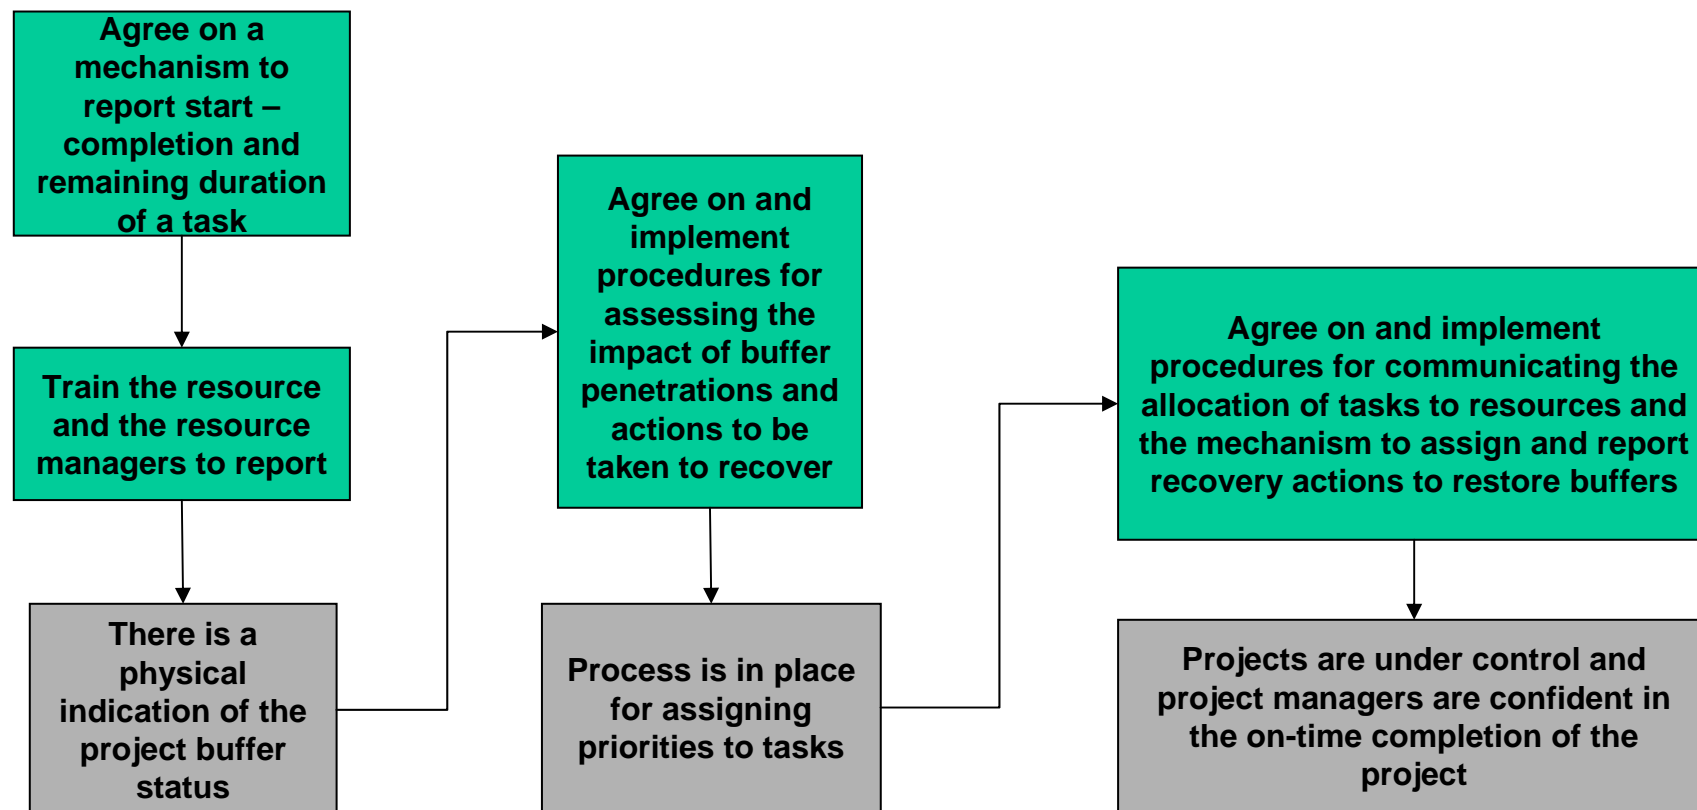 Agree on a
mechanism to
report start –
completion and
remaining duration
of a task
Train the resource
and the resource
managers to report
There is a
physical
indication of the
project buffer
status
Agree on and
implement
procedures for
assessing the
impact of buffer
penetrations and
actions to be
taken to recover
Process is in place
for assigning
priorities to tasks
Agree on and implement
procedures for communicating the
allocation of tasks to resources and
the mechanism to assign and report
recovery actions to restore buffers
Projects are under control and
project managers are confident in
the on-time completion of the
project